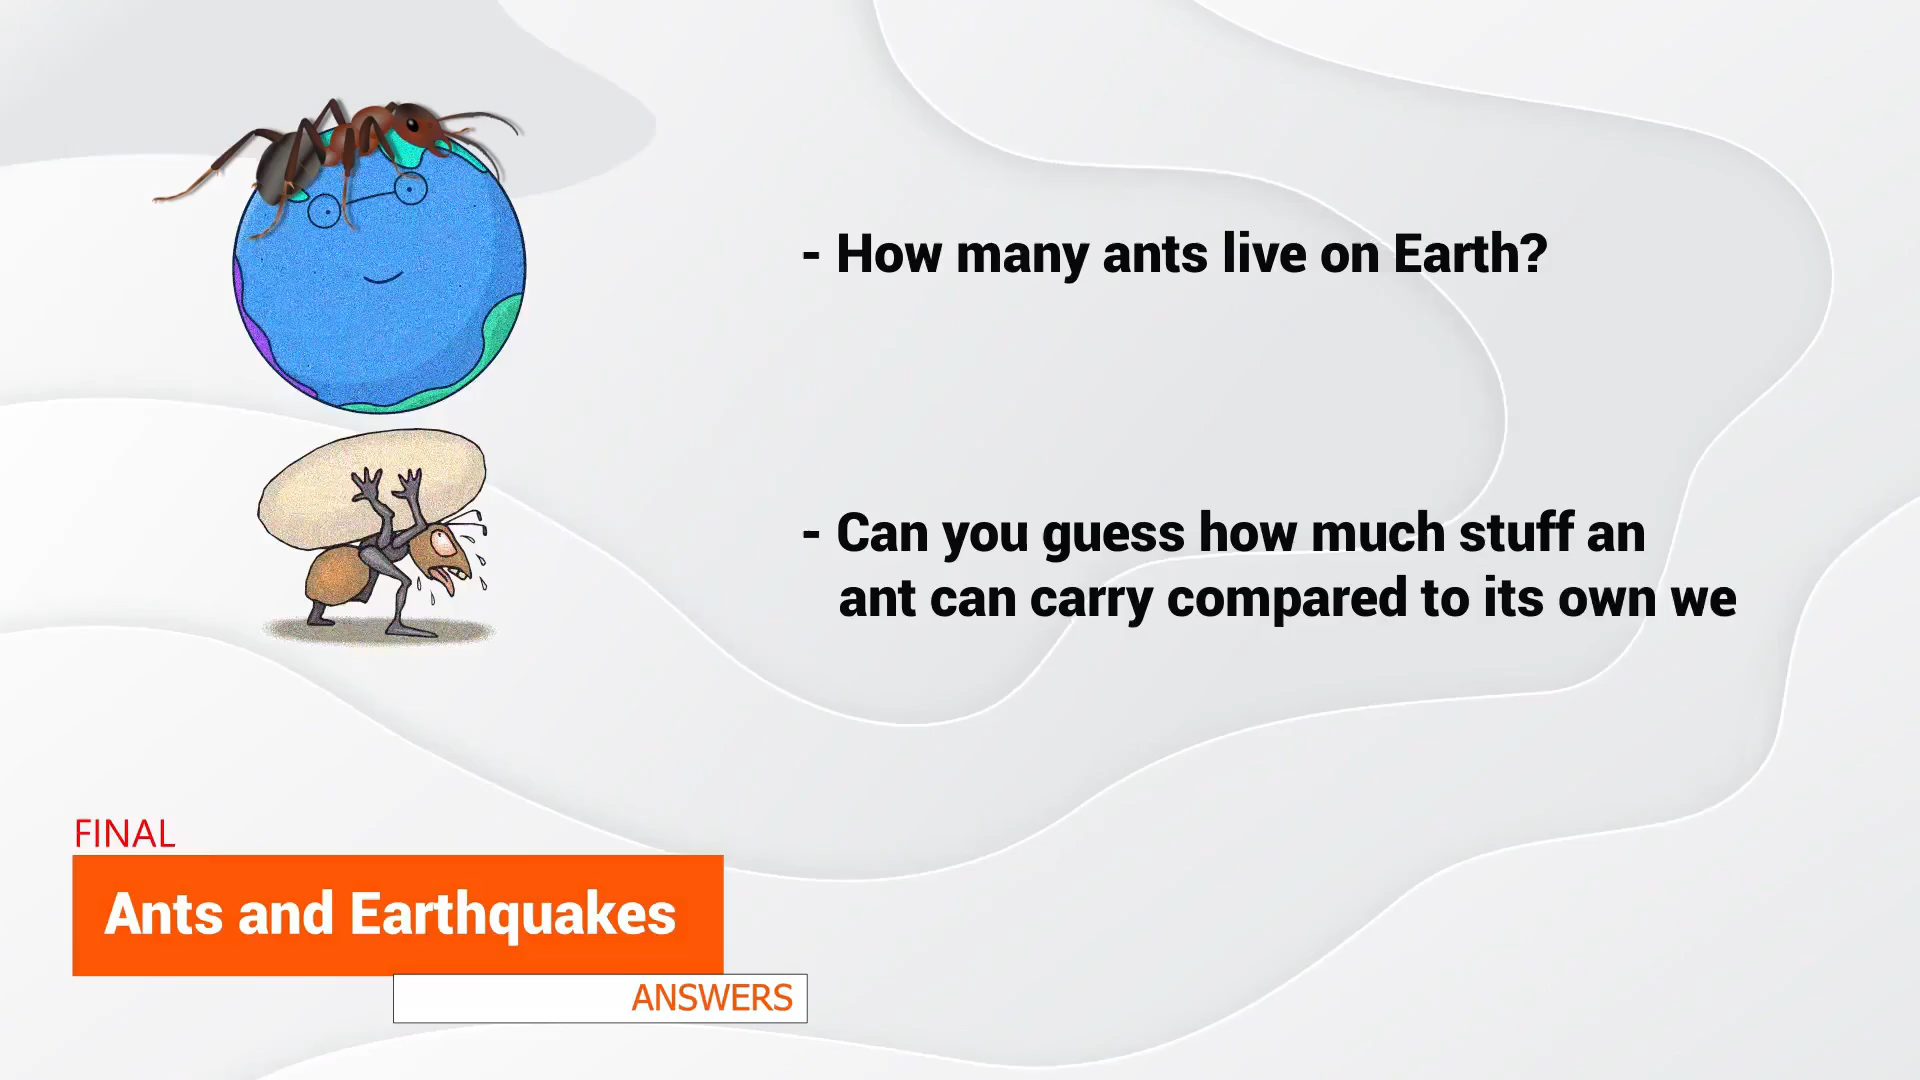 - How many ants live on Earth?
- Can you guess how much stuff an
ant can carry compared to its own we
FINAL
Ants and Earthquakes
ANSWERS